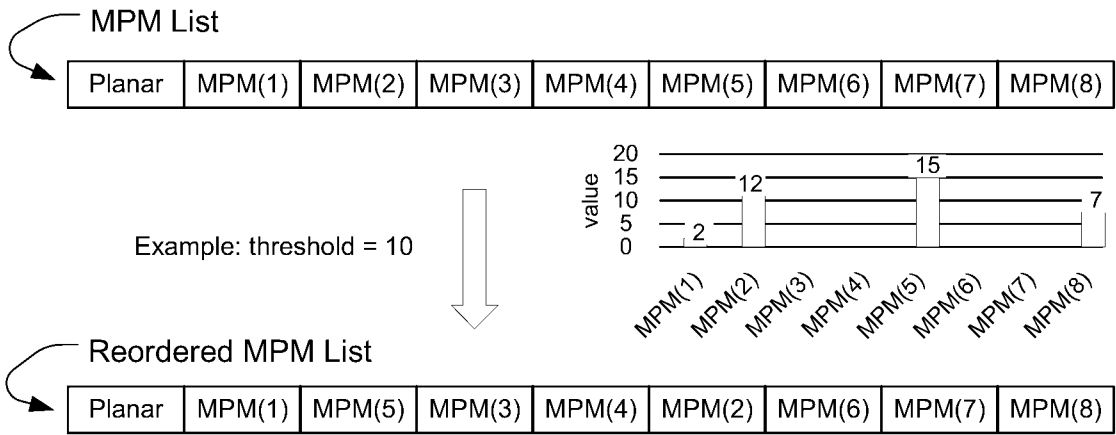 MPM List
Planar MPM(1) MPM(2) MPM(3) MPM(4) MPM(5) MPM(6) MPM(7) MPM(8)
Example: threshold = 10
value
20
15
10
5
0
2
12
15
7
MPM(1) MPM(2) MPM(3) MPM(4) MPM(5) MPM(6) MPM(7) MPM(8)
Reordered MPM List
Planar MPM(1) MPM(5) MPM(3) MPM(4) MPM(2) MPM(6) MPM(7) MPM(8)